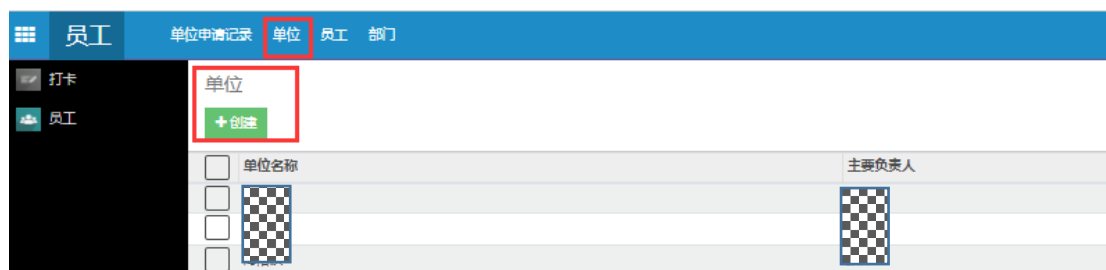 员工 单位申请记录 单位 员工 部门
打卡
员工
单位
+创建
单位名称 主要负责人